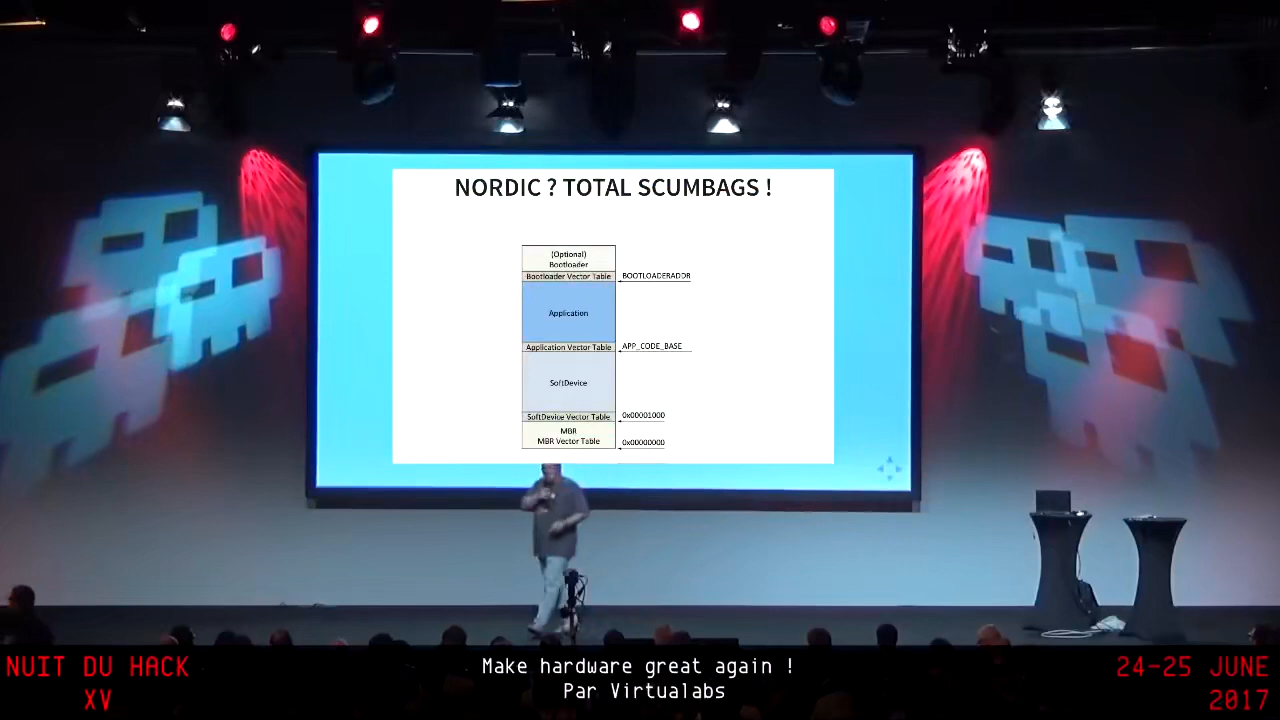 NORDIC ? TOTAL SCUMBAGS !
(Optional)
Bootloader
Bootloader Vector Table
BOOTLOADERADDR
Application
Application Vector Table
APP_CODE_BASE
SoftDevice
SoftDevice Vector Table
0x00001000
MBR
MBR Vector Table
0x00000000
NUIT DU HACK
XV
Make hardware great again !
Par Virtualabs
24-25 JUNE
2017